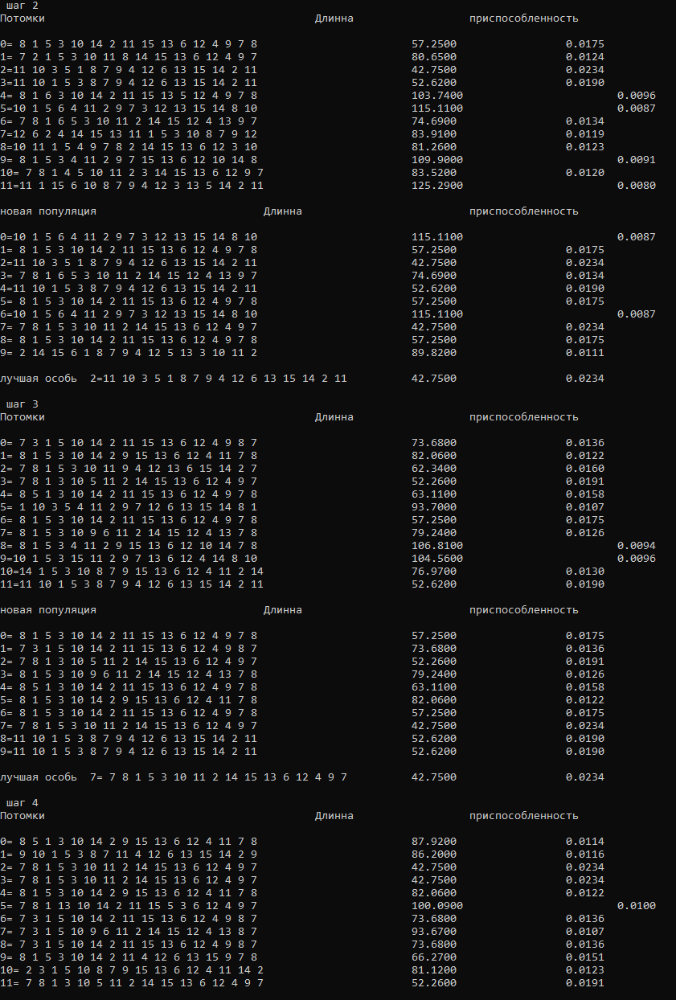 шаг 2
Потомки Длинна приспособленность
0= 8 1 5 3 10 14 2 11 15 13 6 12 4 9 7 8 57.2500 0.0175
1= 7 2 1 5 3 10 11 8 14 15 13 6 12 4 9 7 80.6500 0.0124
2=11 10 3 5 1 8 7 9 4 12 6 13 15 14 2 11 42.7500 0.0234
3=11 10 1 5 3 8 7 9 4 12 6 13 15 14 2 11 52.6200 0.0190
4= 8 1 6 3 10 14 2 11 15 13 5 12 4 9 7 8 103.7400 0.0096
5=10 1 5 6 4 11 2 9 7 3 12 13 15 14 8 10 115.1100 0.0087
6= 7 8 1 6 5 3 10 11 2 14 15 12 4 13 9 7 74.6900 0.0134
7=12 6 2 4 14 15 13 11 1 5 3 10 8 7 9 12 83.9100 0.0119
8=10 11 1 5 4 9 7 8 2 14 15 13 6 12 3 10 81.2600 0.0123
9= 8 1 5 3 4 11 2 9 7 15 13 6 12 10 14 8 109.9000 0.0091
10= 7 8 1 4 5 10 11 2 3 14 15 13 6 12 9 7 83.5200 0.0120
11=11 1 15 6 10 8 7 9 4 12 3 13 5 14 2 11 125.2900 0.0080
новая популяция Длинна приспособленность
0=10 1 5 6 4 11 2 9 7 3 12 13 15 14 8 10 115.1100 0.0087
1= 8 1 5 3 10 14 2 11 15 13 6 12 4 9 7 8 57.2500 0.0175
2=11 10 3 5 1 8 7 9 4 12 6 13 15 14 2 11 42.7500 0.0234
3= 7 8 1 6 5 3 10 11 2 14 15 12 4 13 9 7 74.6900 0.0134
4=11 10 1 5 3 8 7 9 4 12 6 13 15 14 2 11 52.6200 0.0190
5= 8 1 5 3 10 14 2 11 15 13 6 12 4 9 7 8 57.2500 0.0175
6=10 1 5 6 4 11 2 9 7 3 12 13 15 14 8 10 115.1100 0.0087
7= 7 8 1 5 3 10 11 2 14 15 13 6 12 4 9 7 42.7500 0.0234
8= 8 1 5 3 10 14 2 11 15 13 6 12 4 9 7 8 57.2500 0.0175
9= 2 14 15 6 1 8 7 9 4 12 5 13 3 10 11 2 89.8200 0.0111
лучшая особь 2=11 10 3 5 1 8 7 9 4 12 6 13 15 14 2 11 42.7500 0.0234
шаг 3
Потомки Длинна приспособленность
0= 7 3 1 5 10 14 2 11 15 13 6 12 4 9 8 7 73.6800 0.0136
1= 8 1 5 3 10 14 2 9 15 13 6 12 4 11 7 8 82.0600 0.0122
2= 7 8 1 5 3 10 11 9 4 12 13 6 15 14 2 7 62.3400 0.0160
3= 7 8 1 3 10 5 11 2 14 15 13 6 12 4 9 7 52.2600 0.0191
4= 8 5 1 3 10 14 2 11 15 13 6 12 4 9 7 8 63.1100 0.0158
5= 1 10 3 5 4 11 2 9 7 12 6 13 15 14 8 1 93.7000 0.0107
6= 8 1 5 3 10 14 2 11 15 13 6 12 4 9 7 8 57.2500 0.0175
7= 8 1 5 3 10 9 6 11 2 14 15 12 4 13 7 8 79.2400 0.0126
8= 8 1 5 3 4 11 2 9 15 13 6 12 10 14 7 8 106.8100 0.0094
9=10 1 5 3 15 11 2 9 7 13 6 12 4 14 8 10 104.5600 0.0096
10=14 1 5 3 10 8 7 9 15 13 6 12 4 11 2 14 76.9700 0.0130
11=11 10 1 5 3 8 7 9 4 12 6 13 15 14 2 11 52.6200 0.0190
новая популяция Длинна приспособленность
0= 8 1 5 3 10 14 2 11 15 13 6 12 4 9 7 8 57.2500 0.0175
1= 7 3 1 5 10 14 2 11 15 13 6 12 4 9 8 7 73.6800 0.0136
2= 7 8 1 3 10 5 11 2 14 15 13 6 12 4 9 7 52.2600 0.0191
3= 8 1 5 3 10 9 6 11 2 14 15 12 4 13 7 8 79.2400 0.0126
4= 8 5 1 3 10 14 2 11 15 13 6 12 4 9 7 8 63.1100 0.0158
5= 8 1 5 3 10 14 2 9 15 13 6 12 4 11 7 8 82.0600 0.0122
6= 8 1 5 3 10 14 2 11 15 13 6 12 4 9 7 8 57.2500 0.0175
7= 7 8 1 5 3 10 11 2 14 15 13 6 12 4 9 7 42.7500 0.0234
8=11 10 1 5 3 8 7 9 4 12 6 13 15 14 2 11 52.6200 0.0190
9=11 10 1 5 3 8 7 9 4 12 6 13 15 14 2 11 52.6200 0.0190
лучшая особь 7= 7 8 1 5 3 10 11 2 14 15 13 6 12 4 9 7 42.7500 0.0234
шаг 4
Потомки Длинна приспособленность
0= 8 5 1 3 10 14 2 9 15 13 6 12 4 11 7 8 87.9200 0.0114
1= 9 10 1 5 3 8 7 11 4 12 6 13 15 14 2 9 86.2000 0.0116
2= 7 8 1 5 3 10 11 2 14 15 13 6 12 4 9 7 42.7500 0.0234
3= 7 8 1 5 3 10 11 2 14 15 13 6 12 4 9 7 42.7500 0.0234
4= 8 1 5 3 10 14 2 9 15 13 6 12 4 11 7 8 82.0600 0.0122
5= 7 8 1 13 10 14 2 11 15 5 3 6 12 4 9 7 100.0900 0.0100
6= 7 3 1 5 10 14 2 11 15 13 6 12 4 9 8 7 73.6800 0.0136
7= 7 3 1 5 10 9 6 11 2 14 15 12 4 13 8 7 93.6700 0.0107
8= 7 3 1 5 10 14 2 11 15 13 6 12 4 9 8 7 73.6800 0.0136
9= 8 1 5 3 10 14 2 11 4 12 6 13 15 9 7 8 66.2700 0.0151
10= 2 3 1 5 10 8 7 9 15 13 6 12 4 11 14 2 81.1200 0.0123
11= 7 8 1 3 10 5 11 2 14 15 13 6 12 4 9 7 52.2600 0.0191